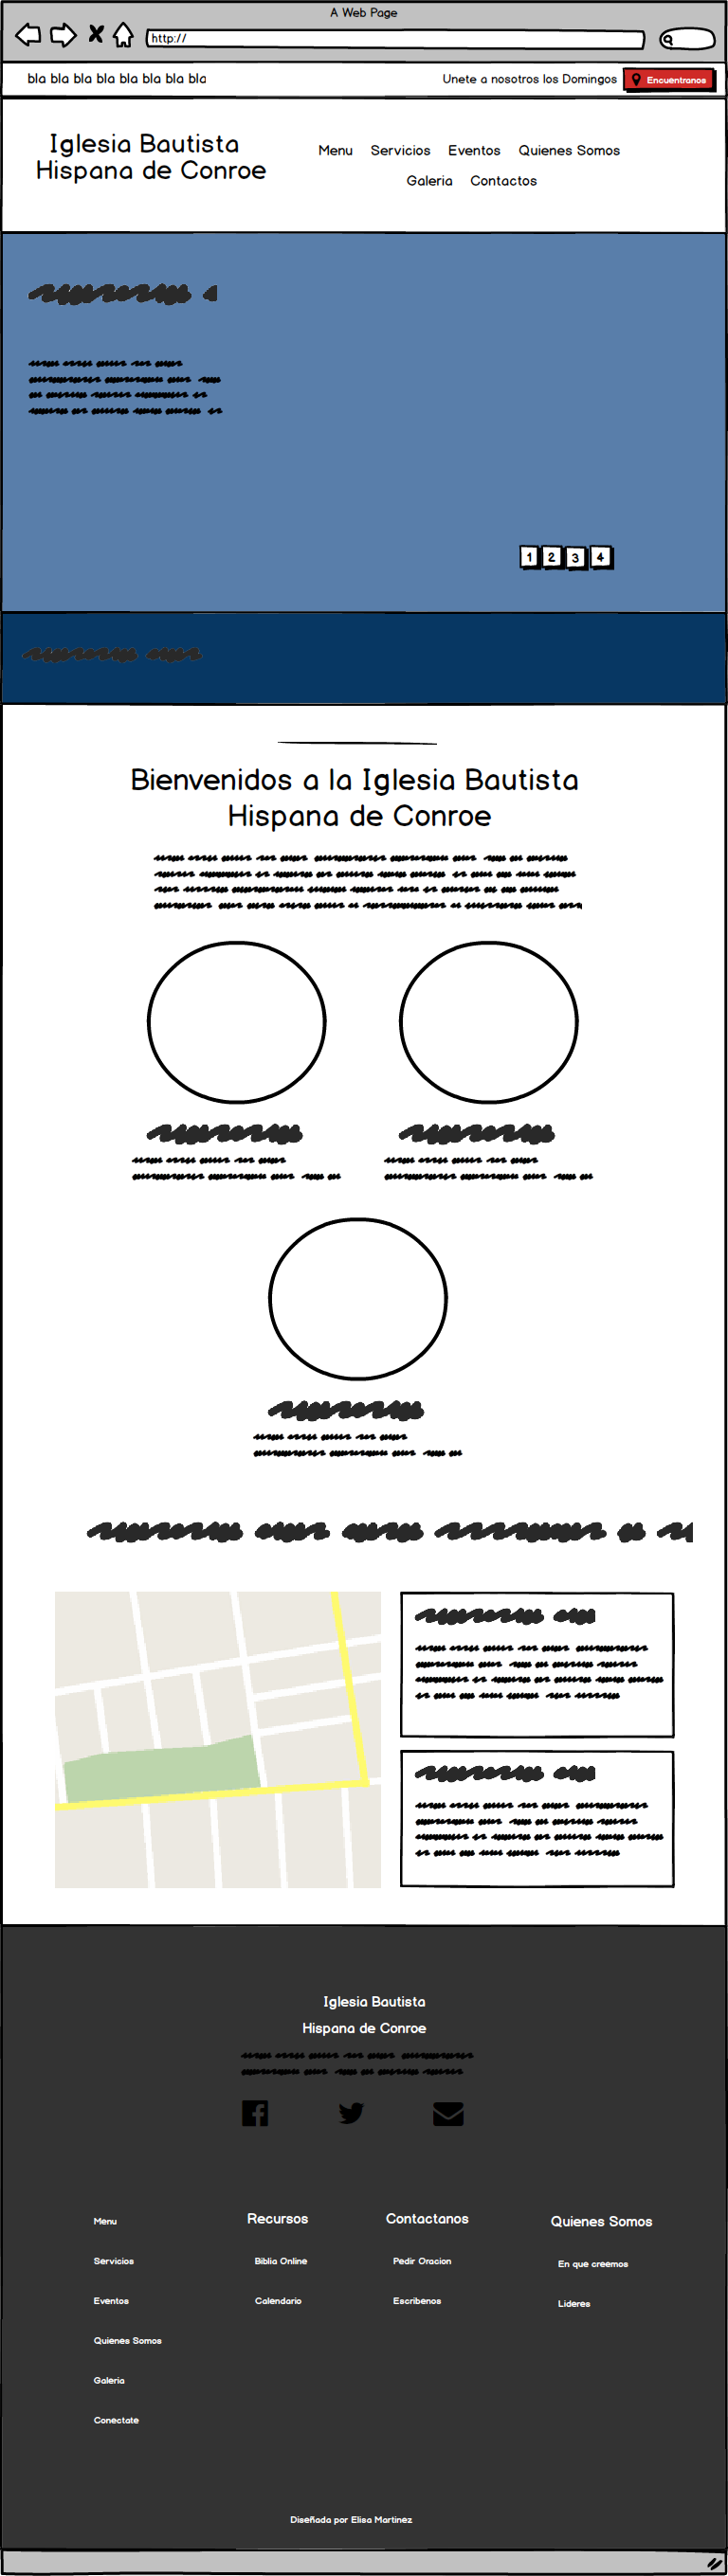 A Web Page
http://
bla bla bla bla bla bla bla bla
Unete a nosotros los Domingos
Encuentranos
Iglesia Bautista
Hispana de Conroe
Menu Servicios Eventos Quienes Somos
Galeria Contactos
1 2 3 4
Bienvenidos a la Iglesia Bautista
Hispana de Conroe
Iglesia Bautista
Hispana de Conroe
Menu
Servicios
Eventos
Quienes Somos
Galeria
Conectate
Recursos
Biblia Online
Calendario
Contactanos
Pedir Oracion
Escribenos
Quienes Somos
En que creemos
Lideres
Diseñada por Elisa Martinez